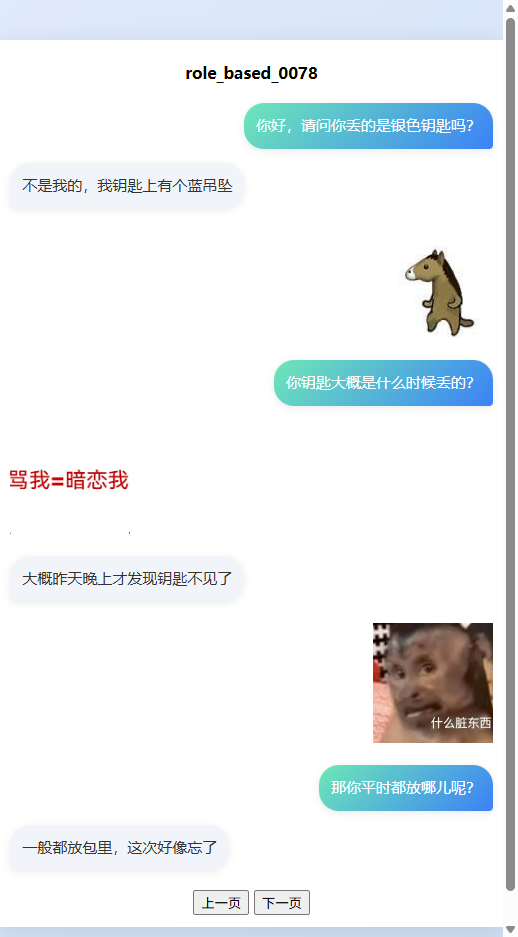 role_based_0078
你好，请问你丢的是银色钥匙吗？
不是我的，我钥匙上有个蓝吊坠
你钥匙大概是什么时候丢的？
骂我=暗恋我
大概昨天晚上才发现钥匙不见了
什么脏东西
那你平时都放哪儿呢？
一般都放包里，这次好像忘了
上一页 下一页